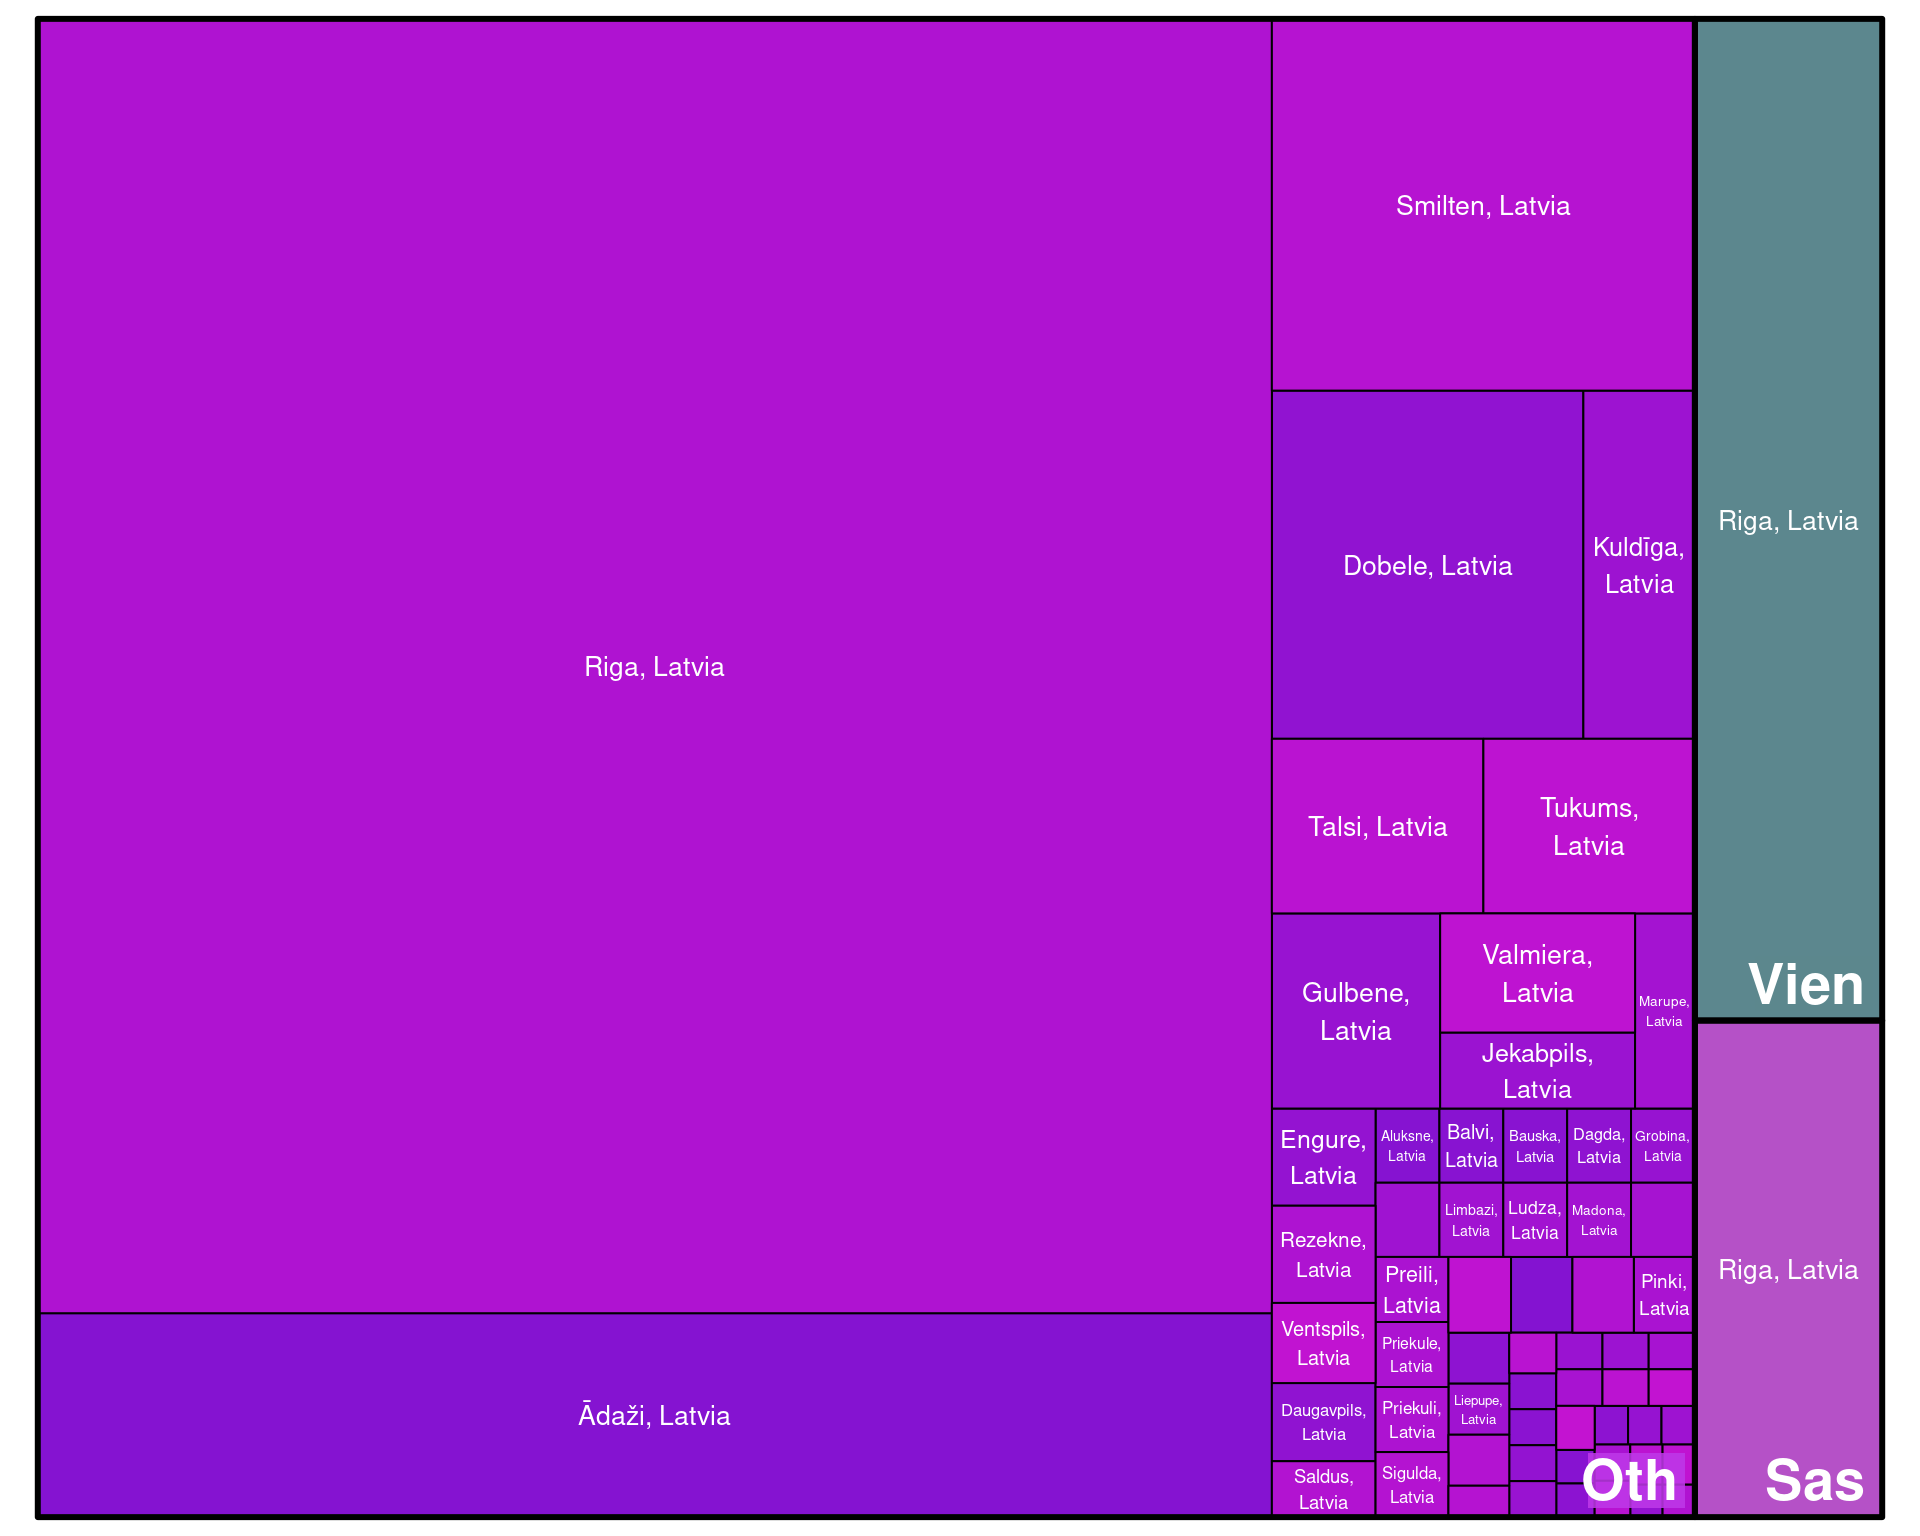 Riga, Latvia
Ādaži, Latvia
Smilten, Latvia
Dobele, Latvia
Kuldīga,
Latvia
Talsi, Latvia
Tukums,
Latvia
Gulbene,
Latvia
Valmiera,
Latvia
Jekabpils,
Latvia
Marupe,
Latvia
Engure,
Latvia
Rezekne,
Latvia
Ventspils,
Latvia
Daugavpils,
Latvia
Saldus,
Latvia
Aluksne,
Latvia
Balvi,
Latvia
Bauska,
Latvia
Dagda,
Latvia
Grobina,
Latvia
Limbazi,
Latvia
Ludza,
Latvia
Madona,
Latvia
Preili,
Latvia
Pinki,
Latvia
Priekule,
Latvia
Priekuli,
Latvia
Sigulda,
Latvia
Liepupe,
Latvia
Oth
Riga, Latvia
Vien
Riga, Latvia
Sas